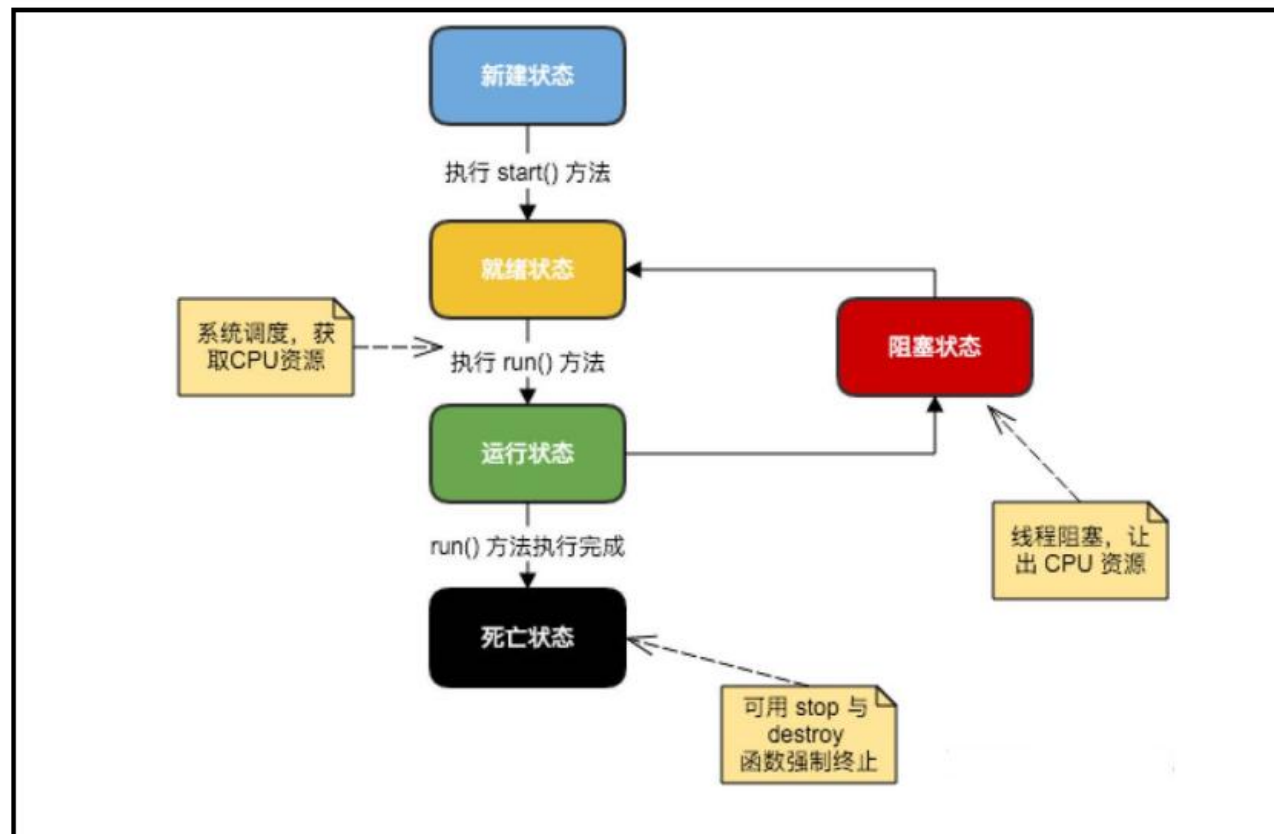 新建状态
执行 start() 方法
就绪状态
系统调度，获
取CPU资源
执行 run() 方法
阻塞状态
运行状态
线程阻塞，让
出 CPU 资源
run() 方法执行完成
死亡状态
可用 stop 与
destroy
函数强制终止